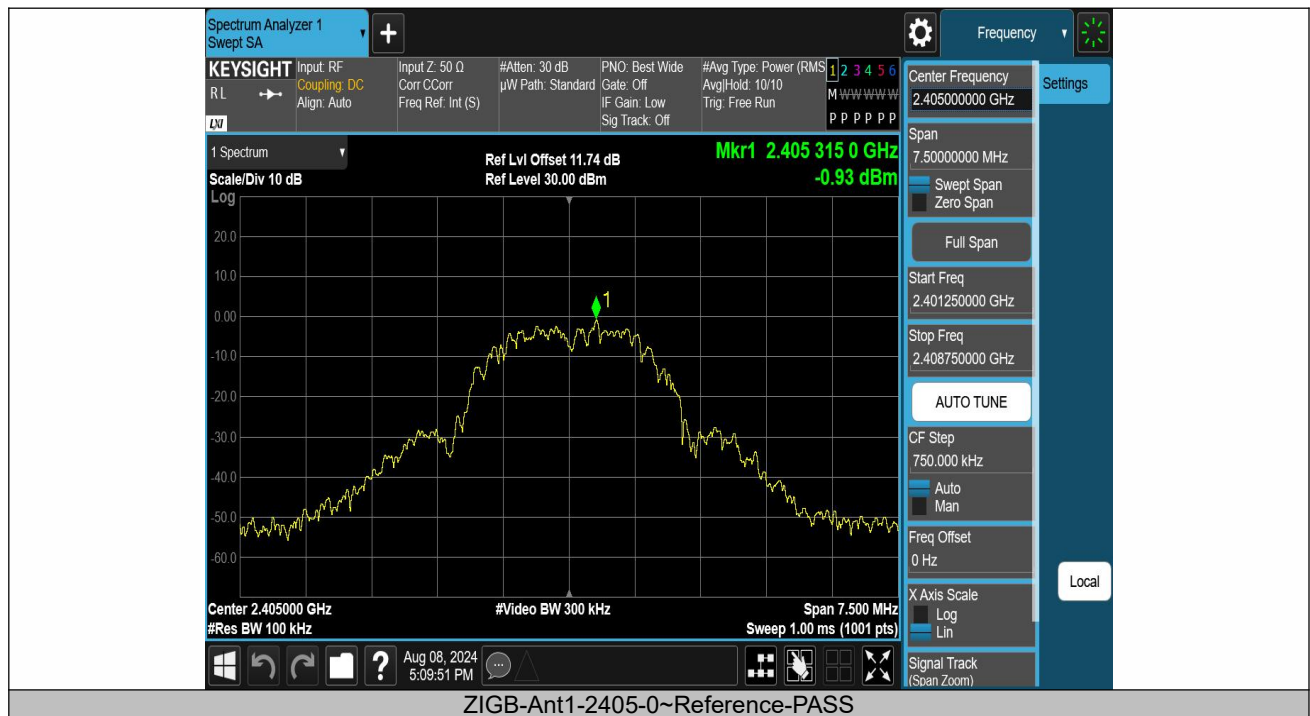 Spectrum Analyzer 1
Swept SA
Frequency
KEYSIGHT
RL
LXI
Input: RF
Coupling: DC
Align: Auto
Input Z: 50 Ω
Corr CCorr
Freq Ref: Int (S)
#Atten: 30 dB
µW Path: Standard
PNO: Best Wide
Gate: Off
IF Gain: Low
Sig Track: Off
#Avg Type: Power (RMS
Avg|Hold: 10/10
Trig: Free Run
1 2 3 4 5 6
M W W W W W
P P P P P P
1 Spectrum
Scale/Div 10 dB
Log
Ref Lvl Offset 11.74 dB
Ref Level 30.00 dBm
Mkr1 2.405 315 0 GHz
-0.93 dBm
20.0
10.0
0.00
-10.0
-20.0
-30.0
-40.0
-50.0
-60.0
1
Center 2.405000 GHz
#Res BW 100 kHz
#Video BW 300 kHz
Span 7.500 MHz
Sweep 1.00 ms (1001 pts)
Center Frequency
2.405000000 GHz
Settings
Span
7.50000000 MHz
Swept Span
Zero Span
Full Span
Start Freq
2.401250000 GHz
Stop Freq
2.408750000 GHz
AUTO TUNE
CF Step
750.000 kHz
Auto
Man
Freq Offset
0 Hz
X Axis Scale
Log
Lin
Local
Signal Track
(Span Zoom)
?
Aug 08, 2024
5:09:51 PM
ZIGB-Ant1-2405-0~Reference-PASS